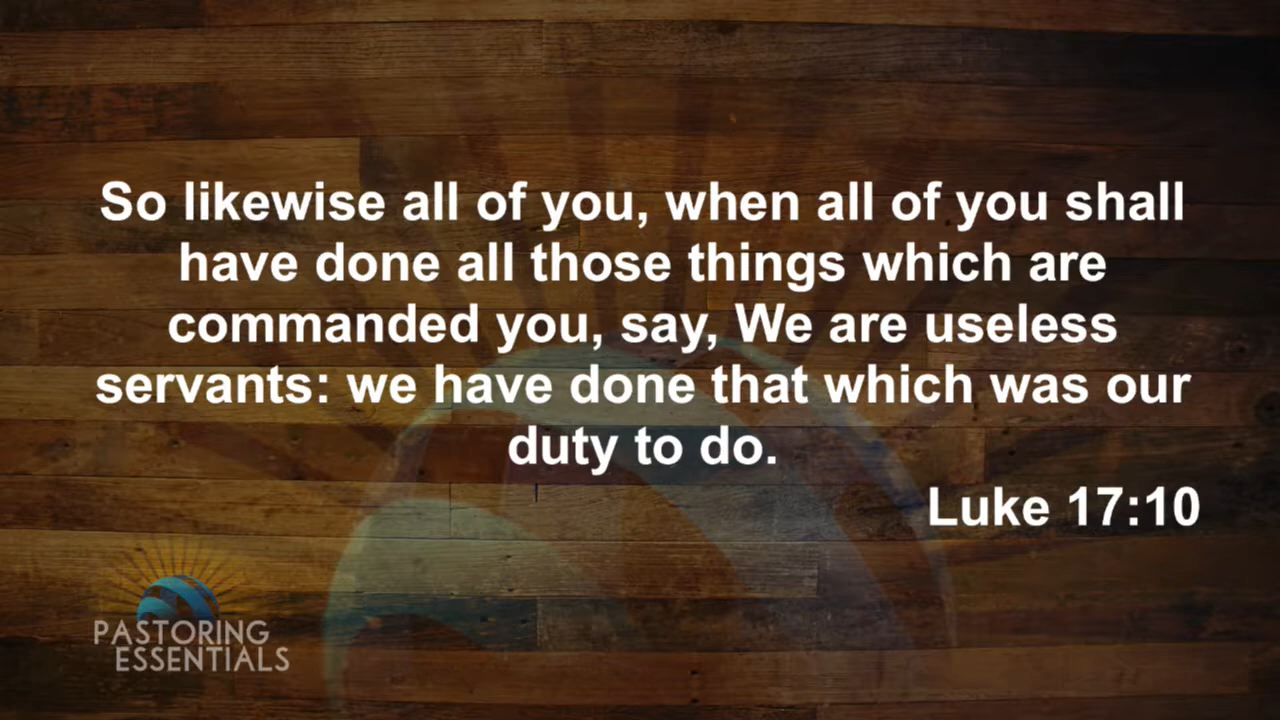 So likewise all of you, when all of you shall
have done all those things which are
commanded you, say, We are useless
servants: we have done that which was our
duty to do.
Luke 17:10
PASTORING
ESSENTIALS